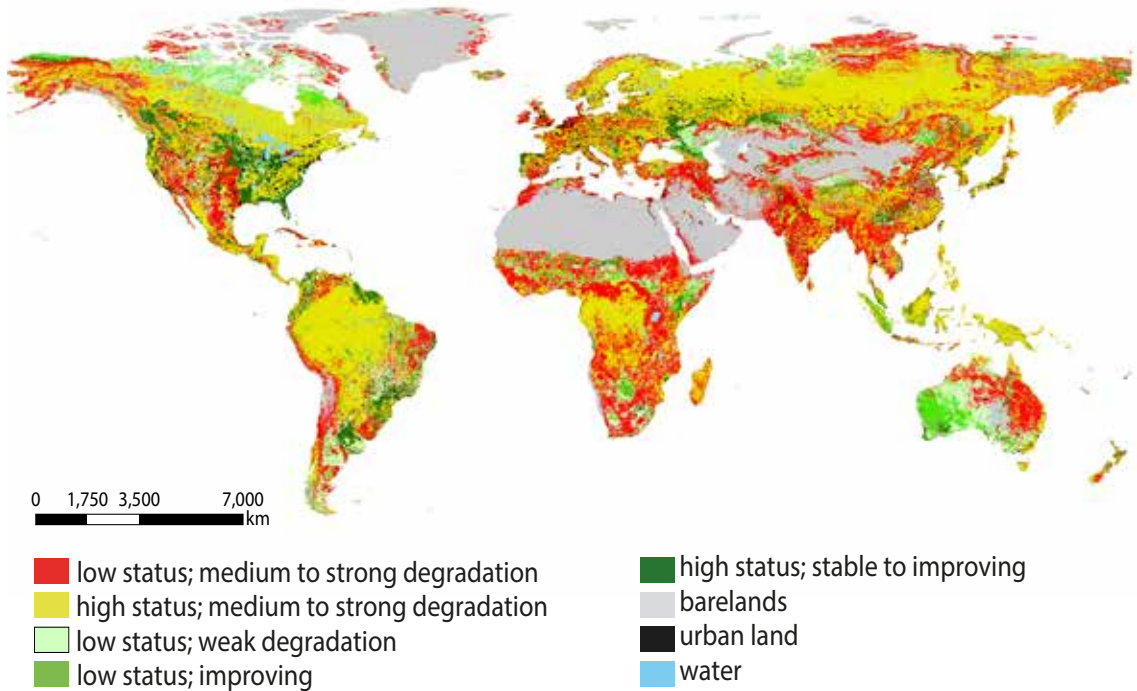 0 1,750 3,500 7,000
km
low status; medium to strong degradation
high status; medium to strong degradation
low status; weak degradation
low status; improving
high status; stable to improving
barelands
urban land
water